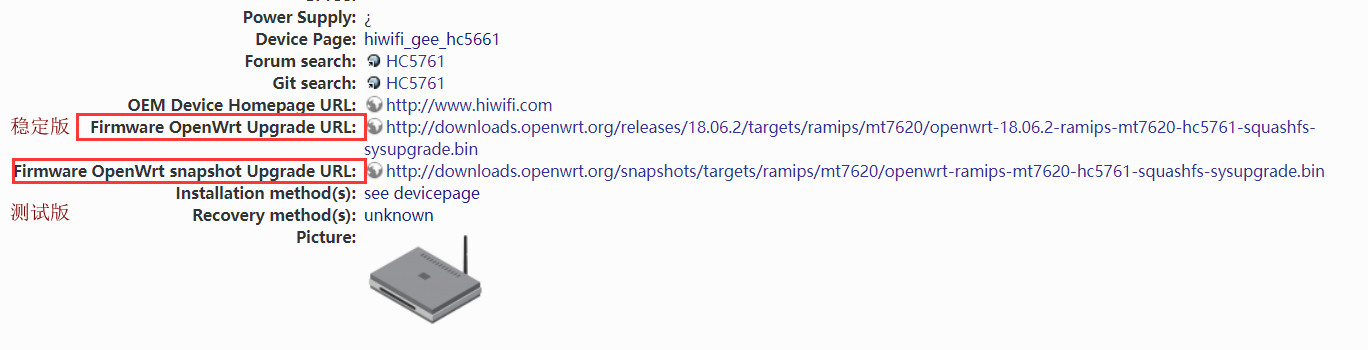 Power Supply: ¿
Device Page: hiwifi_gee_hc5661
Forum search: HC5761
Git search: HC5761
OEM Device Homepage URL: http://www.hiwifi.com
稳定版 Firmware OpenWrt Upgrade URL: http://downloads.openwrt.org/releases/18.06.2/targets/ramips/mt7620/openwrt-18.06.2-ramips-mt7620-hc5761-squashfs-
sysupgrade.bin
Firmware OpenWrt snapshot Upgrade URL: http://downloads.openwrt.org/snapshots/targets/ramips/mt7620/openwrt-ramips-mt7620-hc5761-squashfs-sysupgrade.bin
Installation method(s): see devicepage
测试版 Recovery method(s): unknown
Picture: